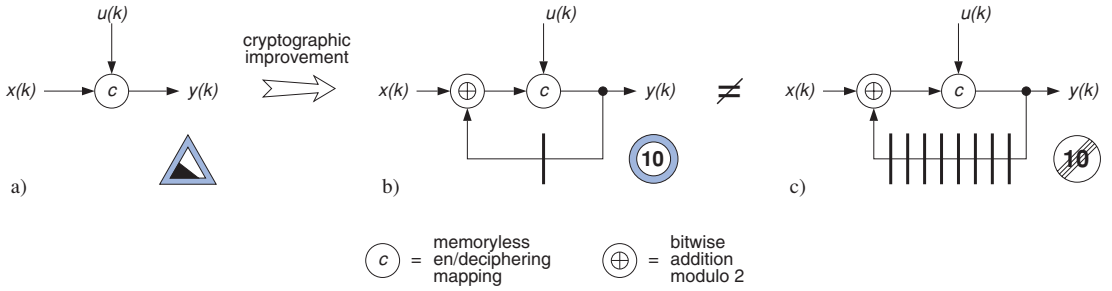 u(k)
x(k)
c
y(k)
a)
cryptographic
improvement
u(k)
x(k)
⊕
c
y(k)
10
b)
≠
u(k)
x(k)
⊕
c
y(k)
10
c)
c = memoryless
en/deciphering
mapping
⊕ = bitwise
addition
modulo 2